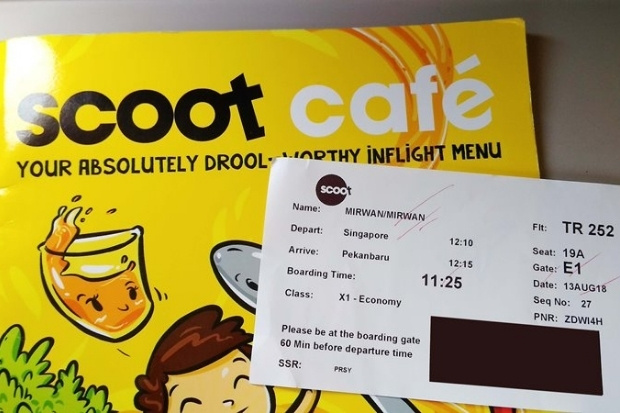 scoot café
YOUR ABSOLUTELY DROOL-WORTHY INFLIGHT MENU
scoot
Name: MIRWAN/MIRWAN
Depart: Singapore 12:10
Arrive: Pekanbaru 12:15
Boarding Time: 11:25
Class: X1 - Economy
Please be at the boarding gate
60 Min before departure time
SSR: PRSY
Flt: TR 252
Seat: 19A
Gate: E1
Date: 13AUG18
Seq No: 27
PNR: ZDWI4H